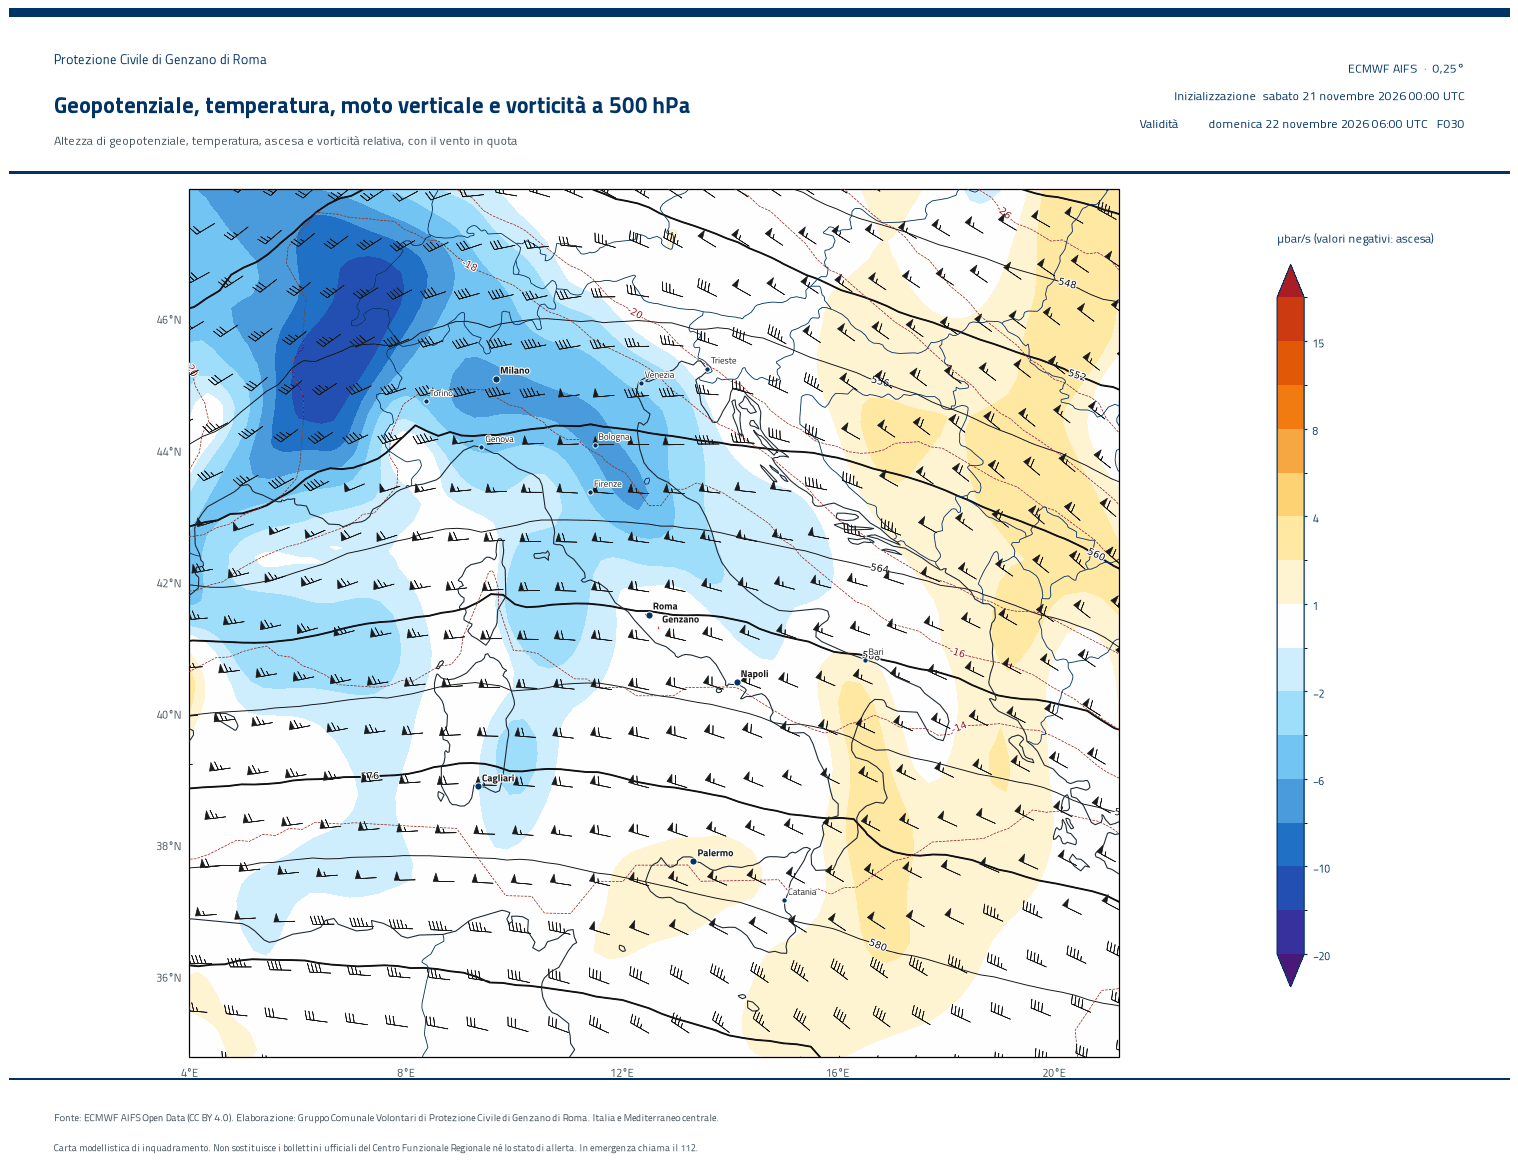 Protezione Civile di Genzano di Roma
Geopotenziale, temperatura, moto verticale e vorticità a 500 hPa
Altezza di geopotenziale, temperatura, ascesa e vorticità relativa, con il vento in quota
ECMWF AIFS · 0,25°
Inizializzazione sabato 21 novembre 2026 00:00 UTC
Validità domenica 22 novembre 2026 06:00 UTC F030
µbar/s (valori negativi: ascesa)
15
8
4
1
−2
−6
−10
−20
46°N
44°N
42°N
40°N
38°N
36°N
4°E
8°E
12°E
16°E
20°E
-26
-18
548
-20
Trieste
Milano
Venezia
552
556
Torino
Genova
Bologna
Firenze
560
564
Roma
Genzano
-16
568
Bari
Napoli
-14
576
Cagliari
Palermo
Catania
580
Fonte: ECMWF AIFS Open Data (CC BY 4.0). Elaborazione: Gruppo Comunale Volontari di Protezione Civile di Genzano di Roma. Italia e Mediterraneo centrale.
Carta modellistica di inquadramento. Non sostituisce i bollettini ufficiali del Centro Funzionale Regionale né lo stato di allerta. In emergenza chiama il 112.